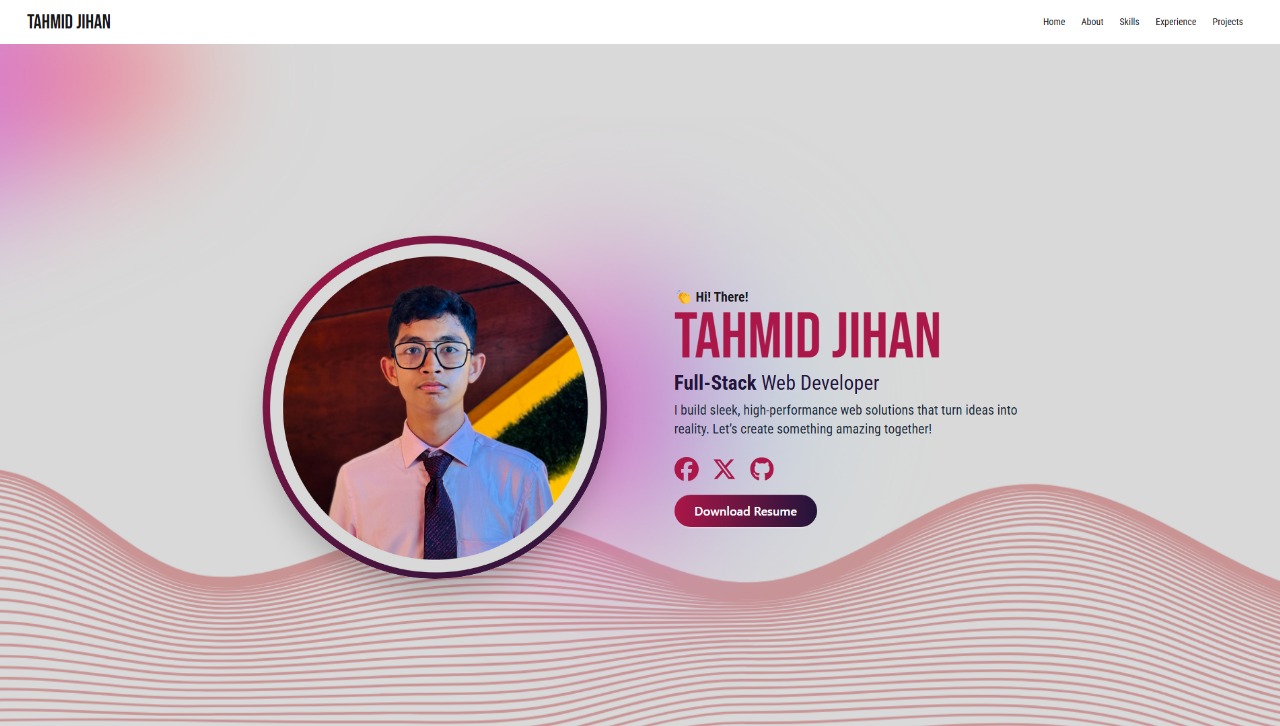 TAHMID JIHAN
Home About Skills Experience Projects
👏 Hi! There!
TAHMID JIHAN
Full-Stack Web Developer
I build sleek, high-performance web solutions that turn ideas into
reality. Let's create something amazing together!
Download Resume